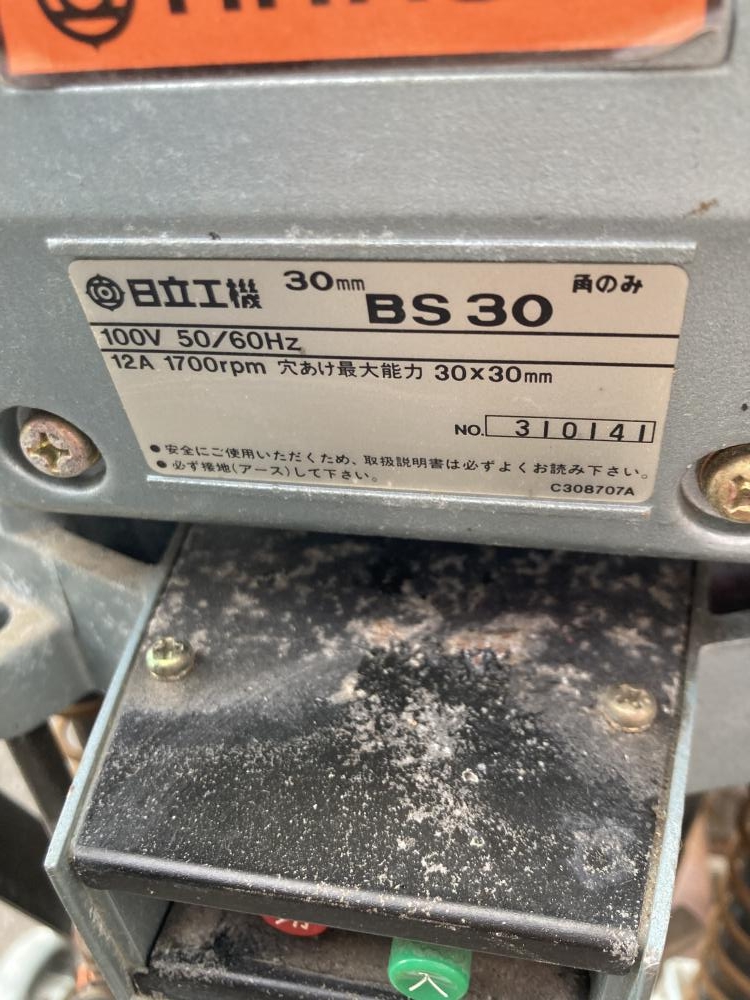 日立工機 30mm BS 30 角のみ
100V 50/60Hz
12A 1700rpm 穴あけ最大能力 30×30mm
NO. 310141
● 安全にご使用いただくため、取扱説明書は必ずよくお読み下さい。
● 必ず接地(アース)して下さい。
C308707A
入